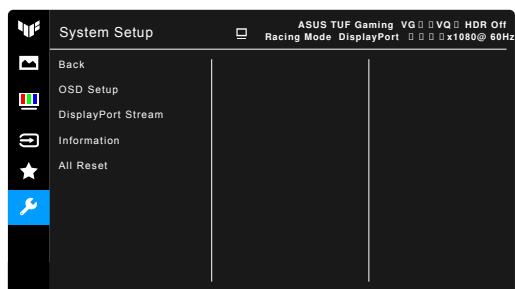 System Setup
ASUS TUF Gaming VG▯▯VQ▯ HDR Off
Racing Mode DisplayPort ▯▯▯▯x1080@ 60Hz
Back
OSD Setup
DisplayPort Stream
Information
All Reset